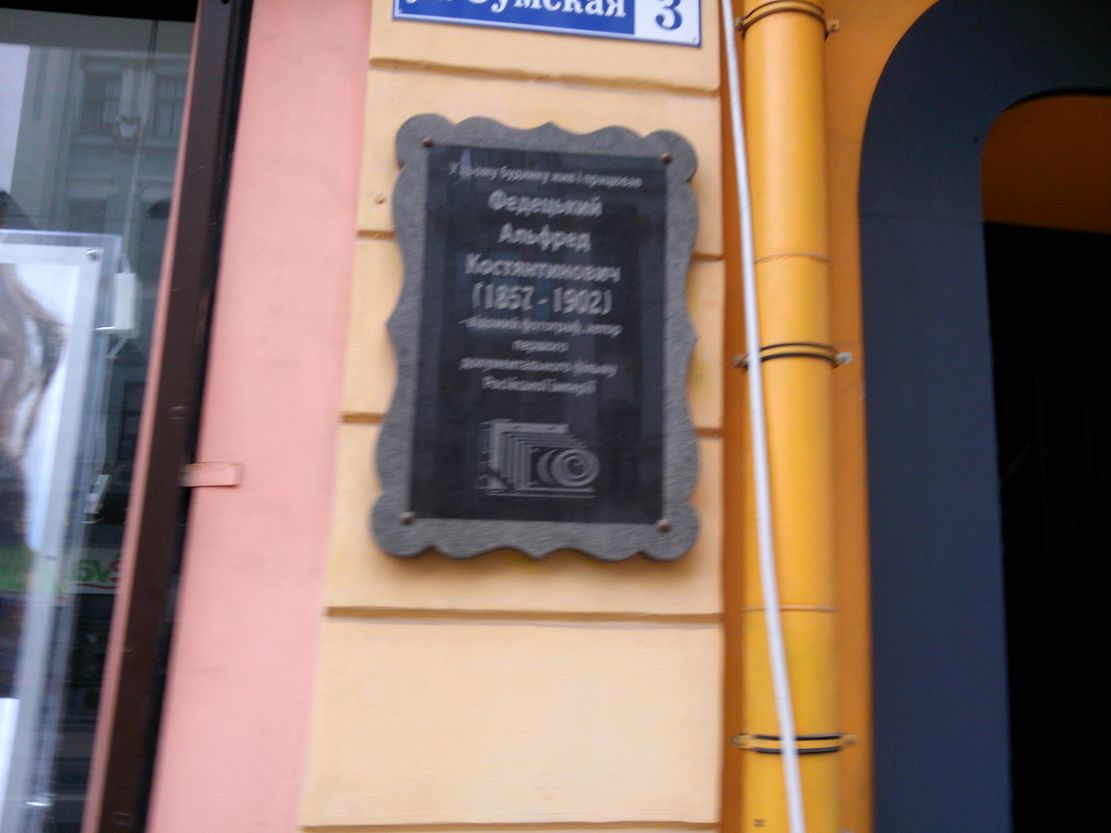 ул. Сумская 3
У цьому будинку жив і працював
Федецький
Альфред
Костянтинович
(1857 - 1902)
відомий фотограф, автор
першого
документального фільму
Російської імперії